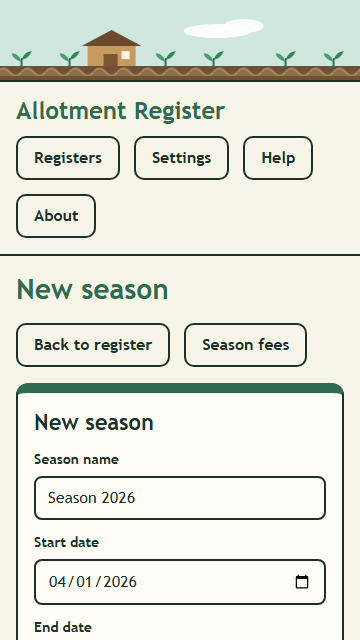 Allotment Register
Registers
Settings
Help
About
New season
Back to register
Season fees
New season
Season name
Season 2026
Start date
04/01/2026
End date